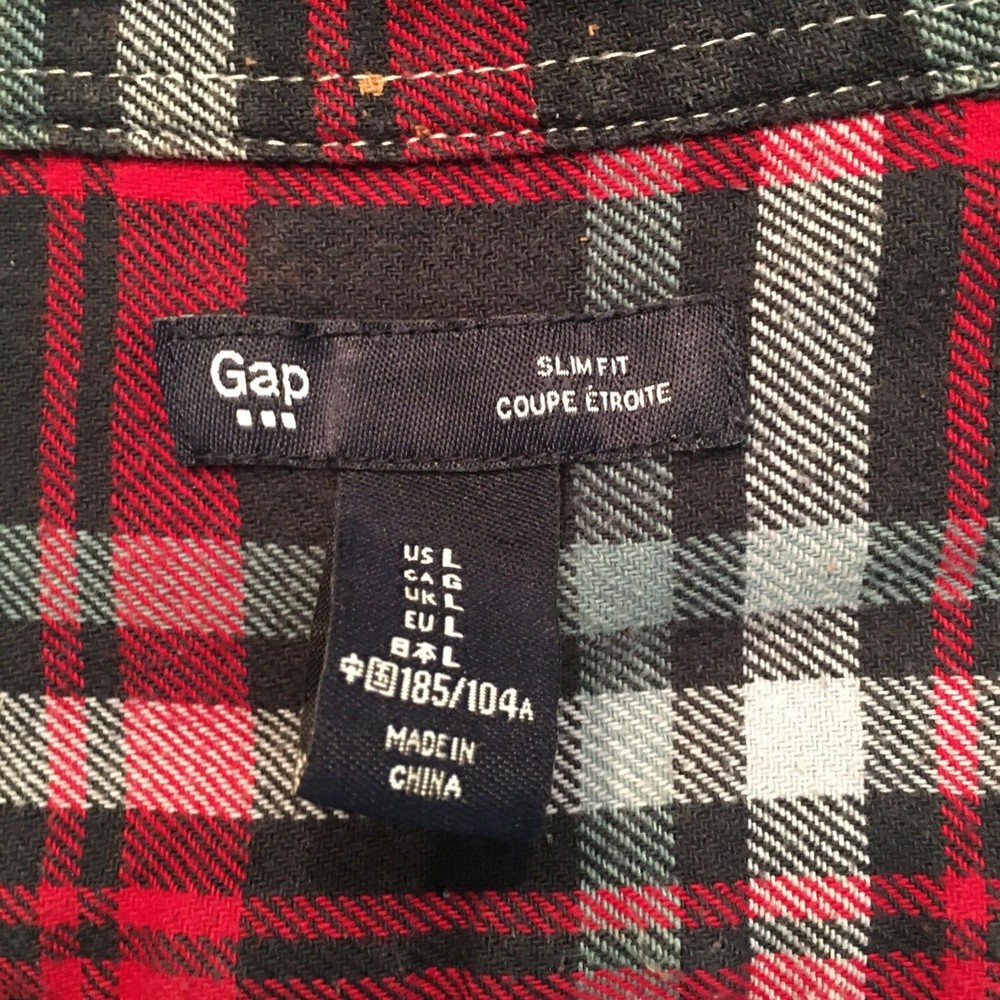 Gap
SLIM FIT
COUPE ÉTROITE
US L
CA G
UK L
EU L
日本 L
中国 185/104A
MADE IN
CHINA